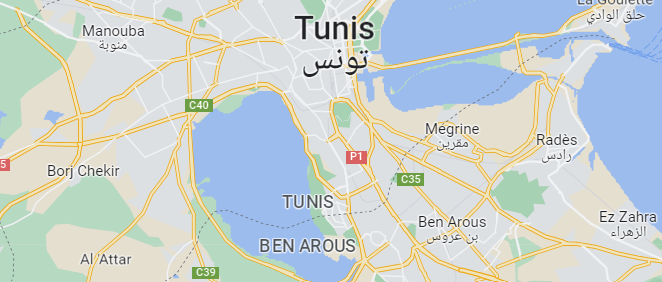 La Goulette
حلق الوادي
Tunis
تونس
Manouba
منوبة
C40
Megrine
مقرين
Radès
رادس
P1
5
Borj Chekir
C35
TUNIS
Ben Arous
بن عروس
Ez Zahra
الزهراء
BEN AROUS
Al 'Attar
C39